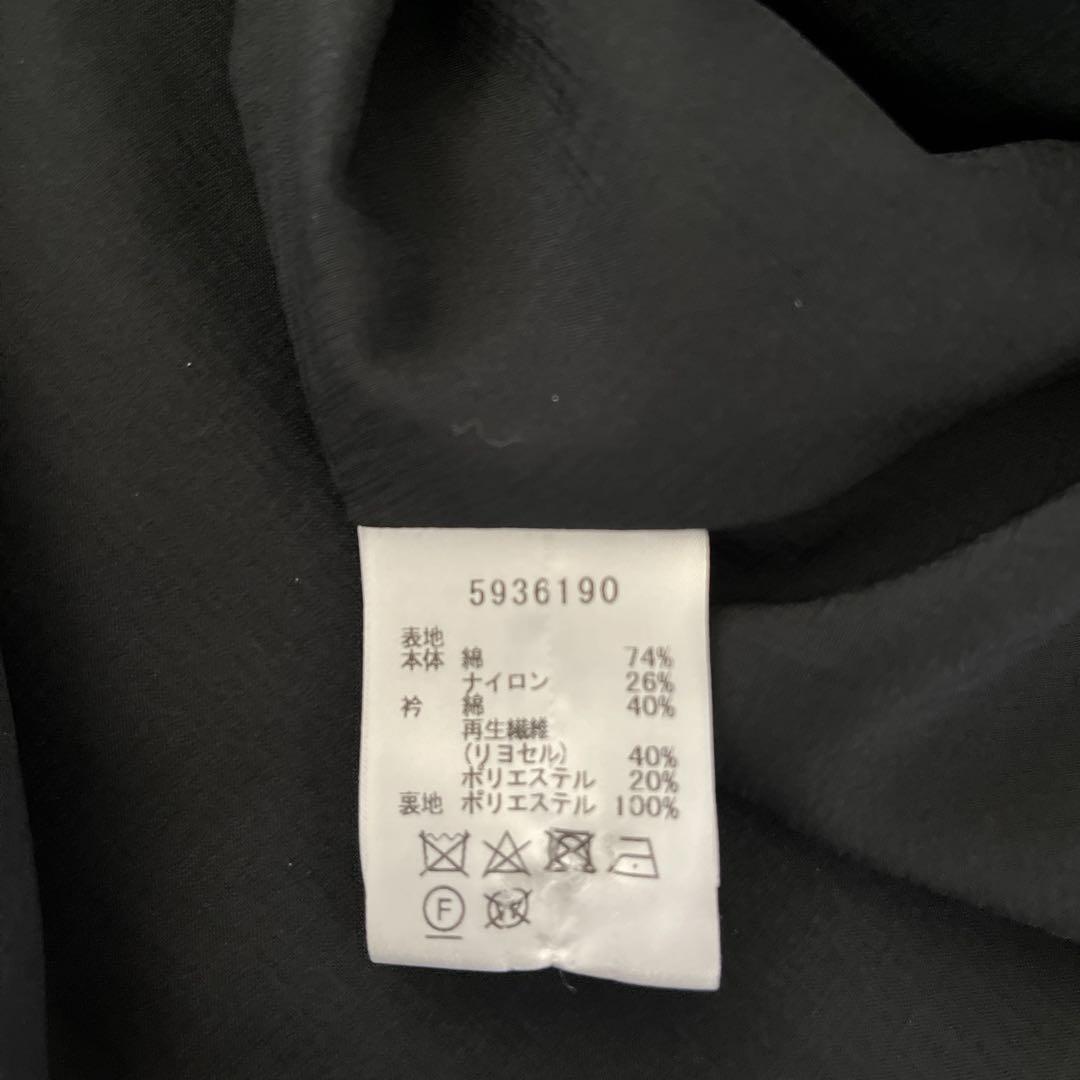 5936190
表地
本体 綿 74%
ナイロン 26%
衿 綿 40%
再生繊維
(リヨセル) 40%
ポリエステル 20%
裏地 ポリエステル 100%
F